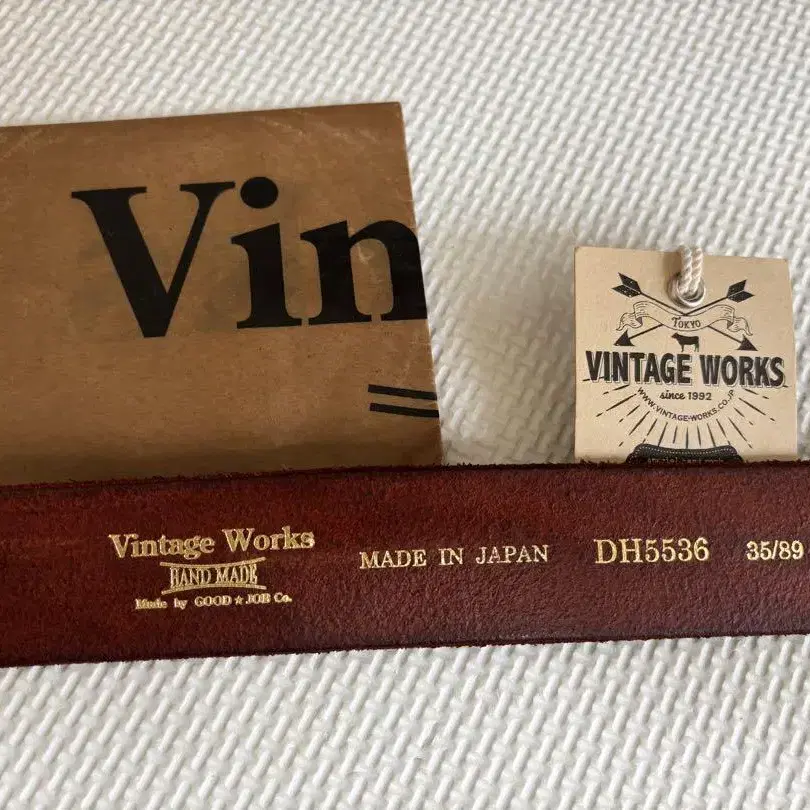 Vin
TOKYO
VINTAGE WORKS
since 1992
WWW.VINTAGE-WORKS.CO.JP
Vintage Works
HAND MADE
Made by GOOD★JOB Co.
MADE IN JAPAN
DH5536
35/89